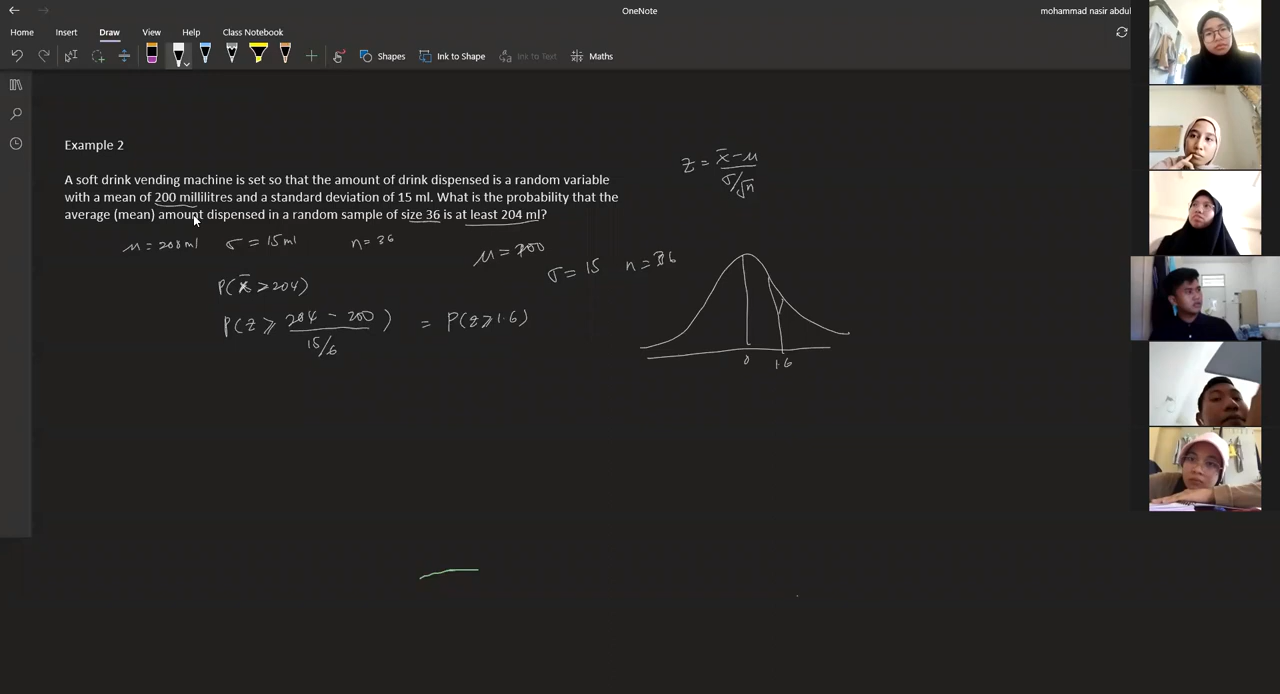 OneNote
mohammad nasir abdul
Home Insert Draw View Help Class Notebook
Shapes Ink to Shape Ink to Text Maths
Example 2
A soft drink vending machine is set so that the amount of drink dispensed is a random variable
with a mean of 200 millilitres and a standard deviation of 15 ml. What is the probability that the
average (mean) amount dispensed in a random sample of size 36 is at least 204 ml?
z = x̄ − μ / σ/√n
μ = 200 ml σ = 15 ml n = 36
μ = 200
σ = 15 n = 36
P(x̄ ≥ 204)
P(z ≥ 204 − 200 / 15/6) = P(z ≥ 1.6)
0 1.6